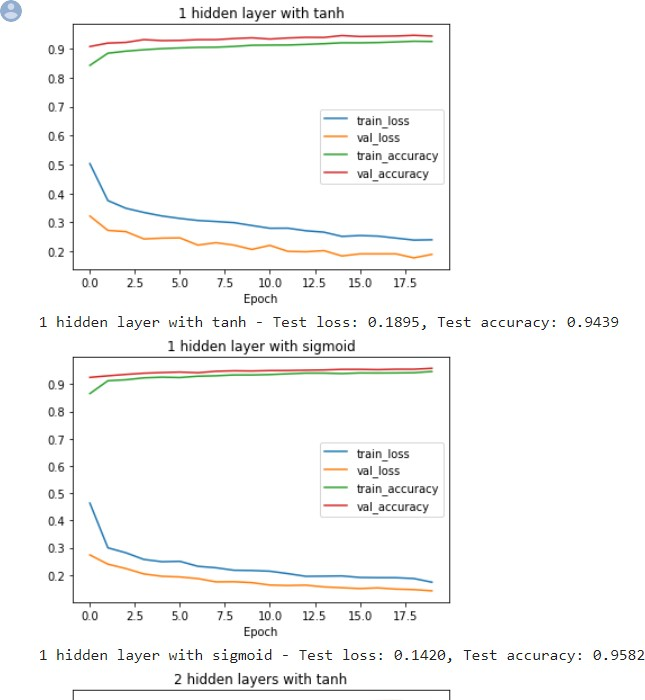 1 hidden layer with tanh
0.9
0.8
0.7
0.6
0.5
0.4
0.3
0.2
train_loss
val_loss
train_accuracy
val_accuracy
0.0 2.5 5.0 7.5 10.0 12.5 15.0 17.5
Epoch
1 hidden layer with tanh - Test loss: 0.1895, Test accuracy: 0.9439
1 hidden layer with sigmoid
0.9
0.8
0.7
0.6
0.5
0.4
0.3
0.2
train_loss
val_loss
train_accuracy
val_accuracy
0.0 2.5 5.0 7.5 10.0 12.5 15.0 17.5
Epoch
1 hidden layer with sigmoid - Test loss: 0.1420, Test accuracy: 0.9582
2 hidden layers with tanh